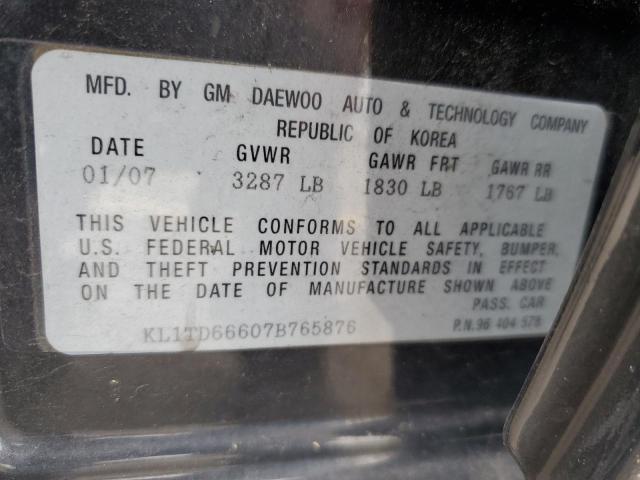 MFD. BY GM DAEWOO AUTO & TECHNOLOGY COMPANY
REPUBLIC OF KOREA
DATE GVWR GAWR FRT GAWR RR
01/07 3287 LB 1830 LB 1767 LB
THIS VEHICLE CONFORMS TO ALL APPLICABLE
U.S. FEDERAL MOTOR VEHICLE SAFETY, BUMPER,
AND THEFT PREVENTION STANDARDS IN EFFECT
ON THE DATE OF MANUFACTURE SHOWN ABOVE
PASS. CAR
KL1TD66607B765876 P.N.96 404 578